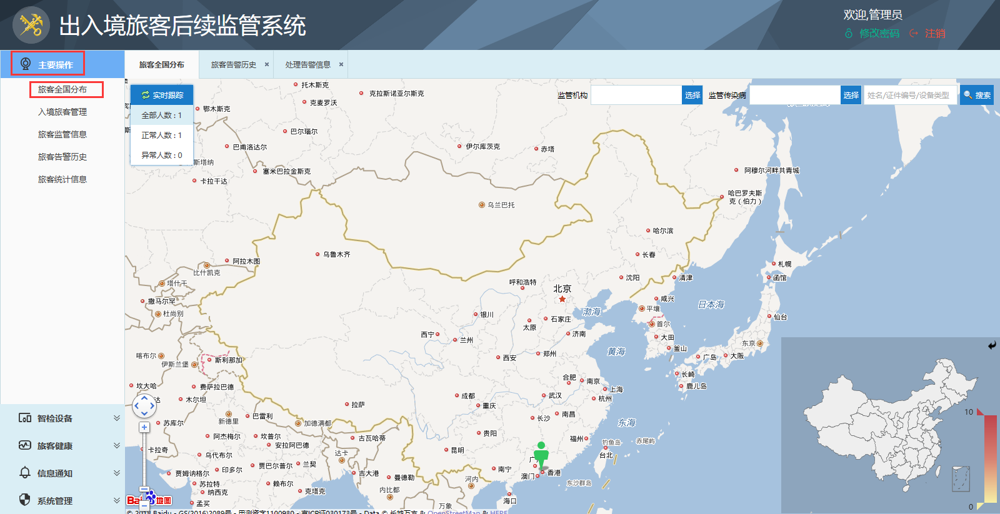 出入境旅客后续监管系统
欢迎,管理员
修改密码 注销
主要操作
旅客全国分布
入境旅客管理
旅客监管信息
旅客告警历史
旅客统计信息
智检设备
旅客健康
信息通知
系统管理
旅客全国分布 旅客告警历史 × 处理告警信息 ×
实时跟踪
全部人数 : 1
正常人数 : 1
异常人数 : 0
监管机构 选择 监管传染病 选择 姓名/证件编号/设备类型 搜索
托木斯克
克拉斯诺亚尔斯克
克麦罗沃
鄂木斯克
巴尔瑙尔
巴甫洛达尔
伊尔库茨克
赤塔
斯塔纳
塞米巴拉金斯克
阿穆尔河畔共青城
卡拉干达
哈巴罗夫斯
克（伯力）
乌兰巴托
哈尔滨
乌鲁木齐
长春
阿拉木图
札幌
比什凯克
函馆
沈阳
清津
塔什干
呼和浩特
北京
撒马尔罕
咸兴
日本海
平壤
渤海
杜尚别
银川
石家庄
仙台
太原
首尔
西宁
济南
大田
兰州
东京
釜山
黄海
郑州
喀布尔
西安
广岛
大阪
伊斯兰堡
斯利那加
长崎
合肥
南京
坎大哈
费萨拉巴德
鹿儿岛
上海
达
木尔坦
成都
武汉
杭州
拉萨
重庆
巴雷利
长沙
南昌
新德里
苏库尔
加德满都
东海
阿杰梅尔
坎普尔
贵阳
古瓦哈蒂
福州
钓鱼岛
赤尾屿
安拉阿巴德
卡拉奇
昆明
达卡
台北
乌代布尔
广
贾巴尔普尔
兰契
印多尔
南宁
贾姆讷格尔
吉大港
香港
曼德勒
澳门
河内
苏拉特
赖布尔
东沙群岛
纳西克
克塔克
内比都
孟买
海口
万象
Bai 地图
© 2018 Baidu - GS(2016)2089号 - 甲测资字1100930 - 京ICP证030173号 - Data © 长地万方 & OpenStreetMap & HERE
10
0